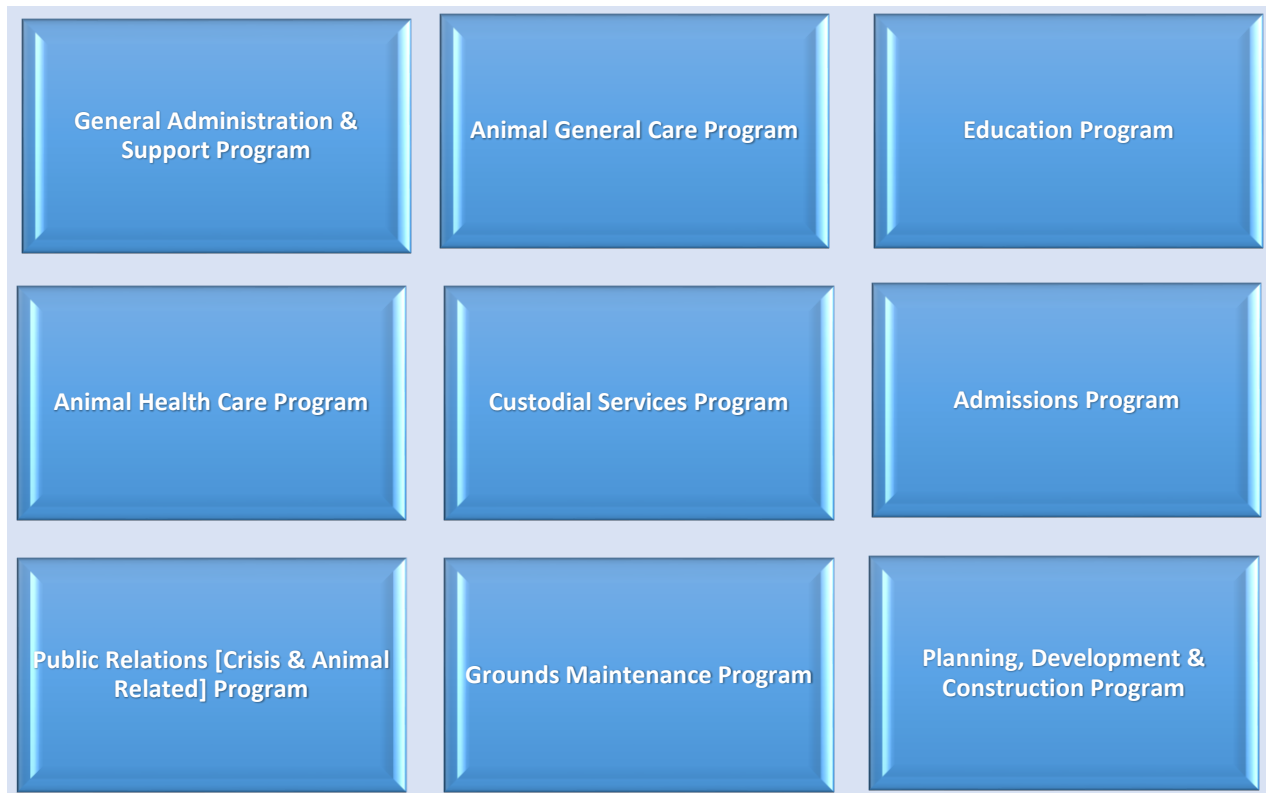 General Administration &
Support Program
Animal General Care Program
Education Program
Animal Health Care Program
Custodial Services Program
Admissions Program
Public Relations [Crisis & Animal
Related] Program
Grounds Maintenance Program
Planning, Development &
Construction Program